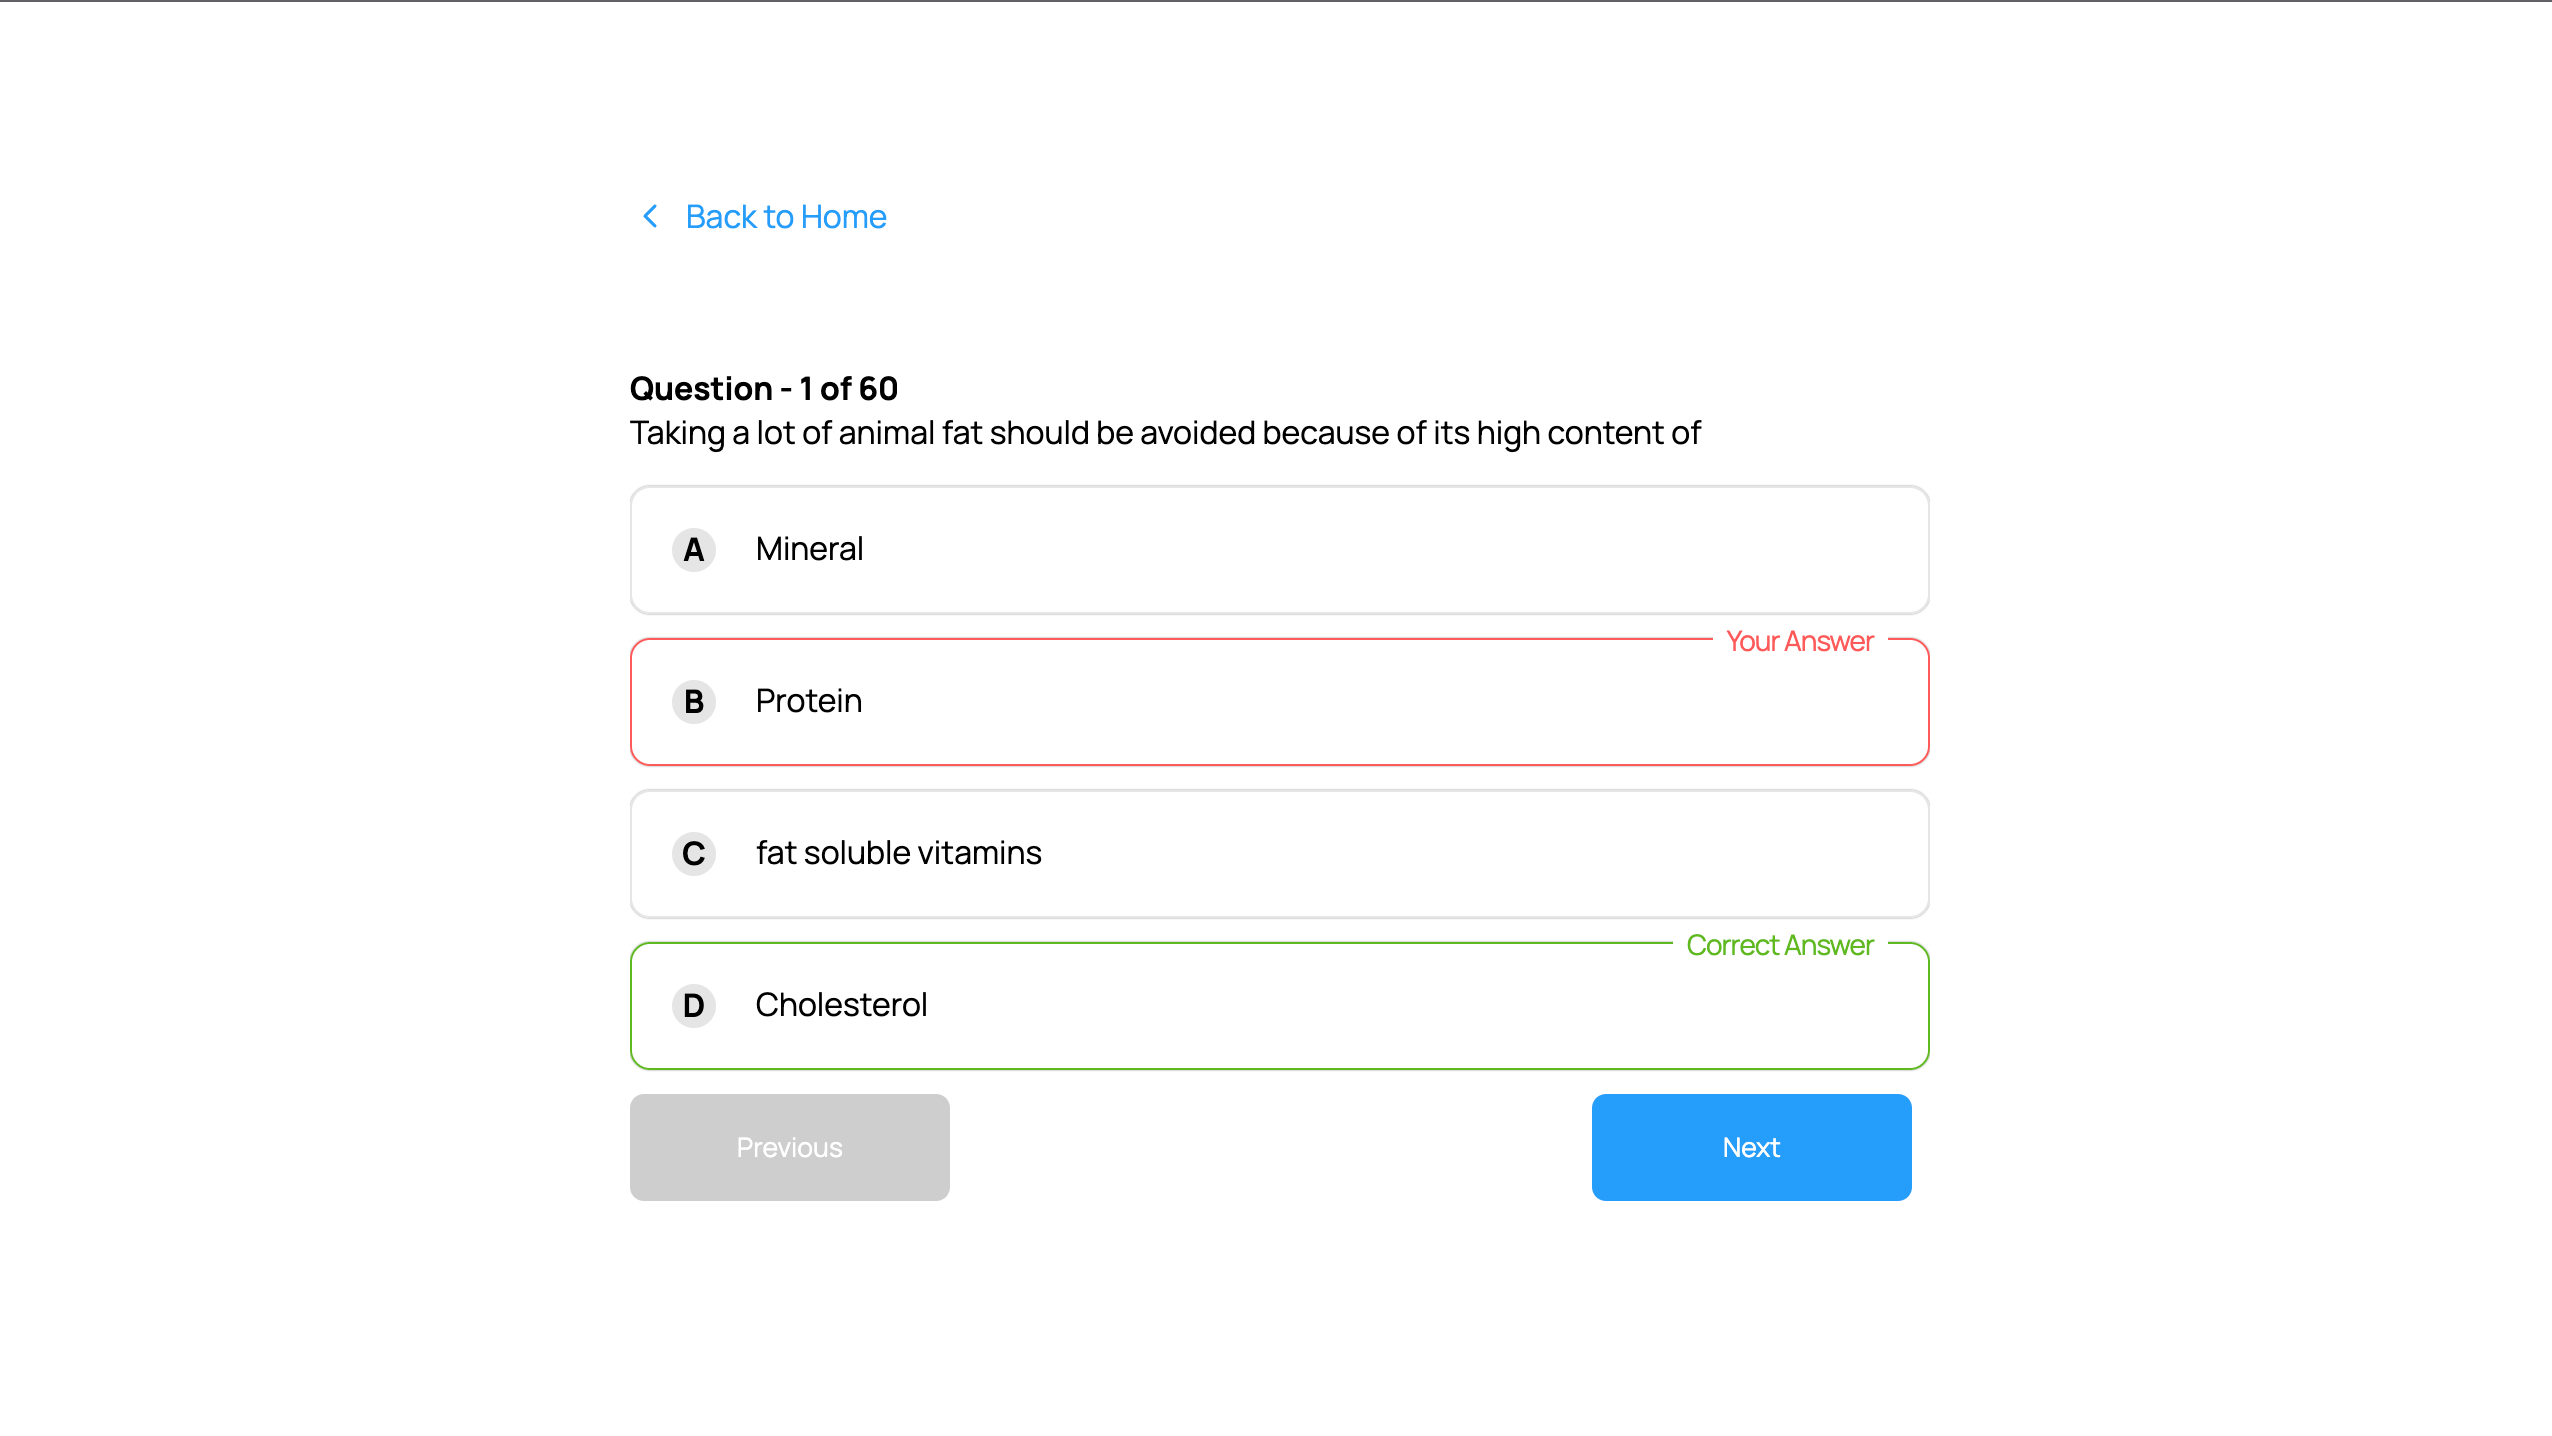 Back to Home
Question - 1 of 60
Taking a lot of animal fat should be avoided because of its high content of
A Mineral
Your Answer
B Protein
C fat soluble vitamins
Correct Answer
D Cholesterol
Previous Next